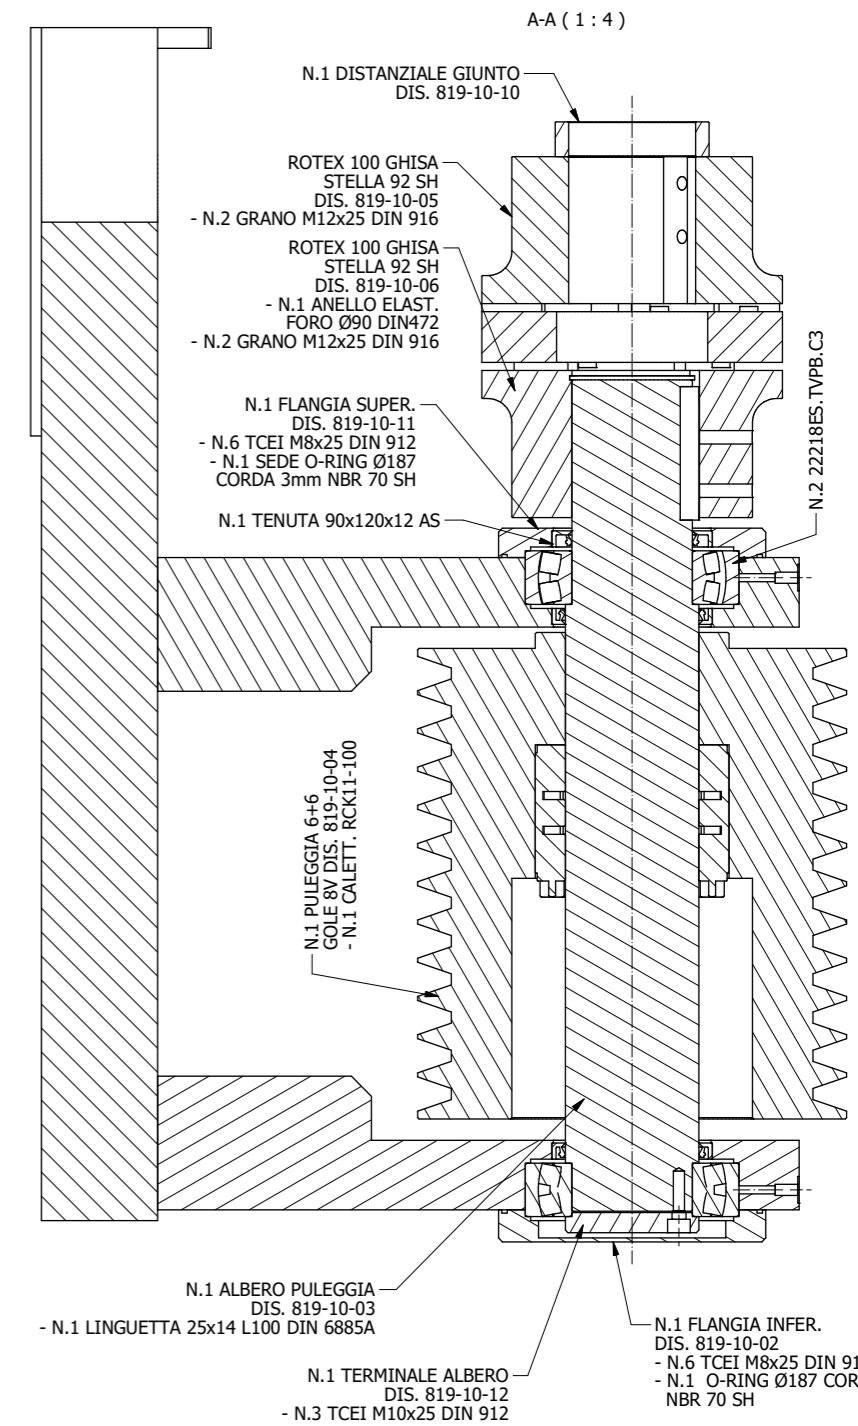 A-A ( 1 : 4 )
N.1 DISTANZIALE GIUNTO
DIS. 819-10-10
ROTEX 100 GHISA
STELLA 92 SH
DIS. 819-10-05
- N.2 GRANO M12x25 DIN 916
ROTEX 100 GHISA
STELLA 92 SH
DIS. 819-10-06
- N.1 ANELLO ELAST.
FORO Ø90 DIN472
- N.2 GRANO M12x25 DIN 916
N.2 22218ES.TVPB.C3
N.1 FLANGIA SUPER.
DIS. 819-10-11
- N.6 TCEI M8x25 DIN 912
- N.1 SEDE O-RING Ø187
CORDA 3mm NBR 70 SH
N.1 TENUTA 90x120x12 AS
N.1 PULEGGIA 6+6
GOLE 8V DIS. 819-10-04
- N.1 CALETT. RCK11-100
N.1 ALBERO PULEGGIA
DIS. 819-10-03
- N.1 LINGUETTA 25x14 L100 DIN 6885A
N.1 TERMINALE ALBERO
DIS. 819-10-12
- N.3 TCEI M10x25 DIN 912
N.1 FLANGIA INFER.
DIS. 819-10-02
- N.6 TCEI M8x25 DIN 91
- N.1 O-RING Ø187 COR
NBR 70 SH